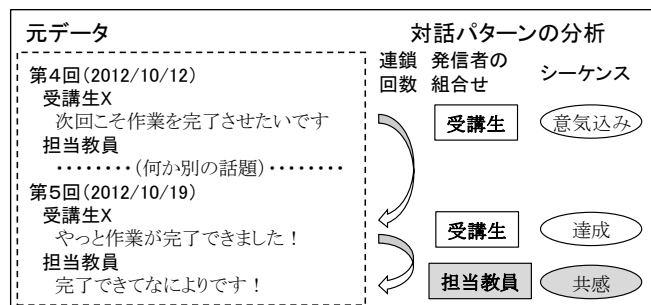 元データ
対話パターンの分析
連鎖 発信者の
回数 組合せ シーケンス
第4回(2012/10/12)
受講生X
次回こそ作業を完了させたいです
担当教員
・・・・・・・・(何か別の話題)・・・・・・・・
第5回(2012/10/19)
受講生X
やっと作業が完了できました!
担当教員
完了できてなによりです!
受講生 意気込み
受講生 達成
担当教員 共感